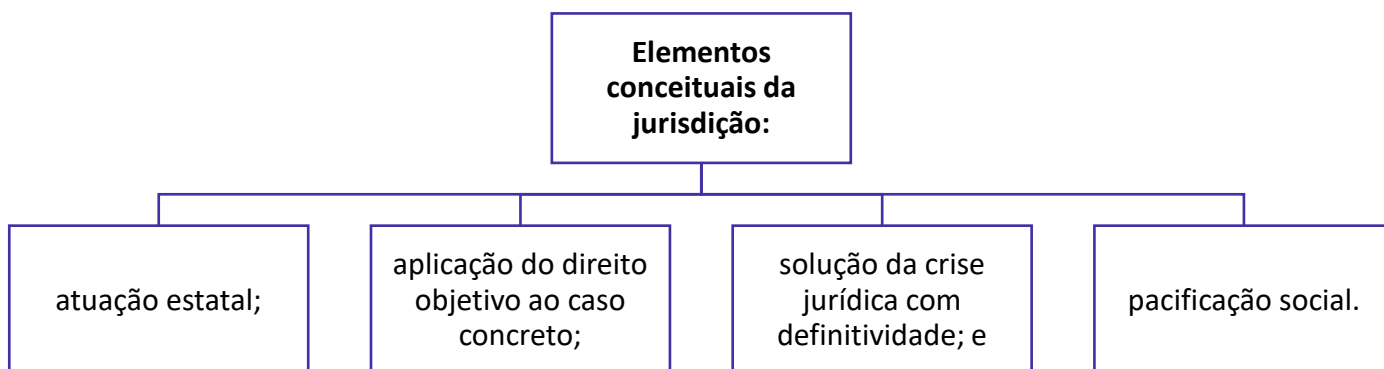 Elementos
conceituais da
jurisdição:
atuação estatal;
aplicação do direito
objetivo ao caso
concreto;
solução da crise
jurídica com
definitividade; e
pacificação social.